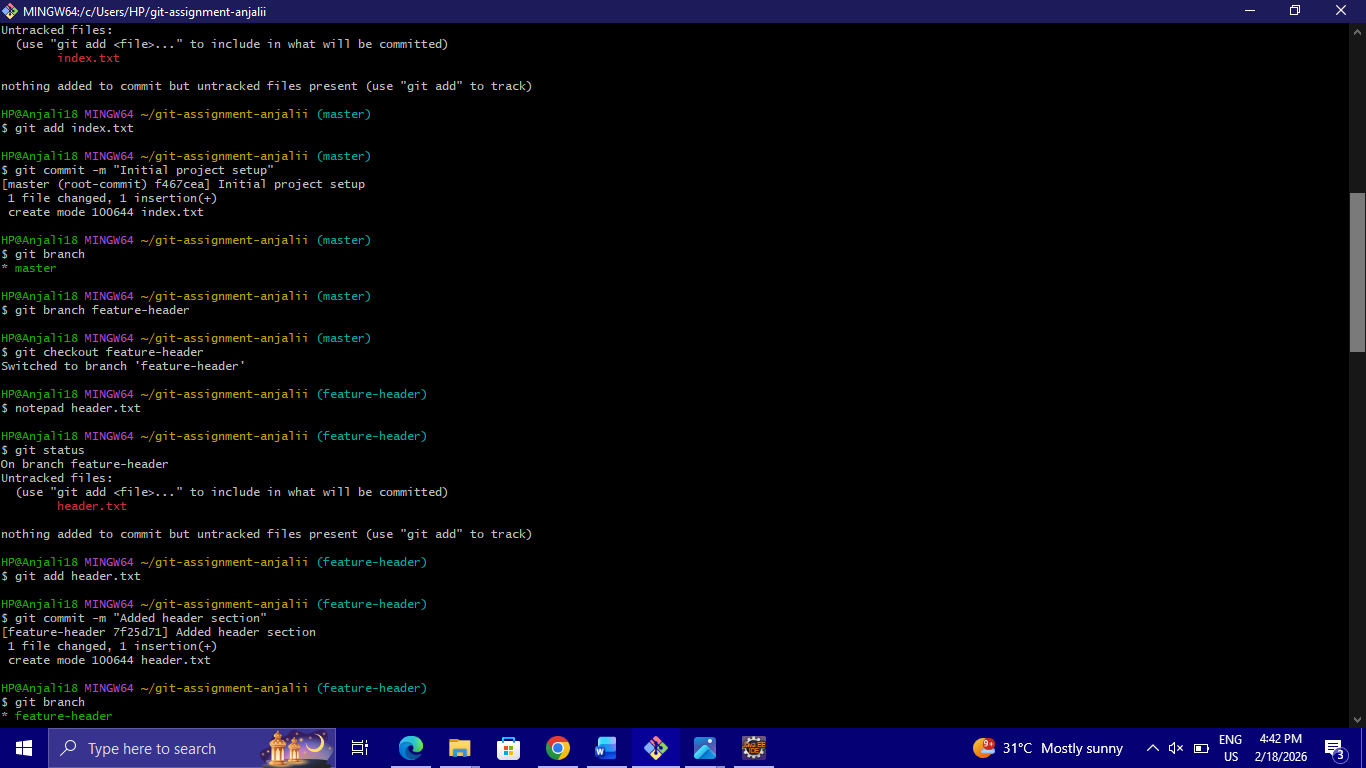 MINGW64:/c/Users/HP/git-assignment-anjalii
Untracked files:
  (use "git add <file>..." to include in what will be committed)
        index.txt
nothing added to commit but untracked files present (use "git add" to track)
HP@Anjali18 MINGW64 ~/git-assignment-anjalii (master)
$ git add index.txt
HP@Anjali18 MINGW64 ~/git-assignment-anjalii (master)
$ git commit -m "Initial project setup"
[master (root-commit) f467cea] Initial project setup
 1 file changed, 1 insertion(+)
 create mode 100644 index.txt
HP@Anjali18 MINGW64 ~/git-assignment-anjalii (master)
$ git branch
* master
HP@Anjali18 MINGW64 ~/git-assignment-anjalii (master)
$ git branch feature-header
HP@Anjali18 MINGW64 ~/git-assignment-anjalii (master)
$ git checkout feature-header
Switched to branch 'feature-header'
HP@Anjali18 MINGW64 ~/git-assignment-anjalii (feature-header)
$ notepad header.txt
HP@Anjali18 MINGW64 ~/git-assignment-anjalii (feature-header)
$ git status
On branch feature-header
Untracked files:
  (use "git add <file>..." to include in what will be committed)
        header.txt
nothing added to commit but untracked files present (use "git add" to track)
HP@Anjali18 MINGW64 ~/git-assignment-anjalii (feature-header)
$ git add header.txt
HP@Anjali18 MINGW64 ~/git-assignment-anjalii (feature-header)
$ git commit -m "Added header section"
[feature-header 7f25d71] Added header section
 1 file changed, 1 insertion(+)
 create mode 100644 header.txt
HP@Anjali18 MINGW64 ~/git-assignment-anjalii (feature-header)
$ git branch
* feature-header
Type here to search
31°C Mostly sunny
ENG
US
4:42 PM
2/18/2026
3